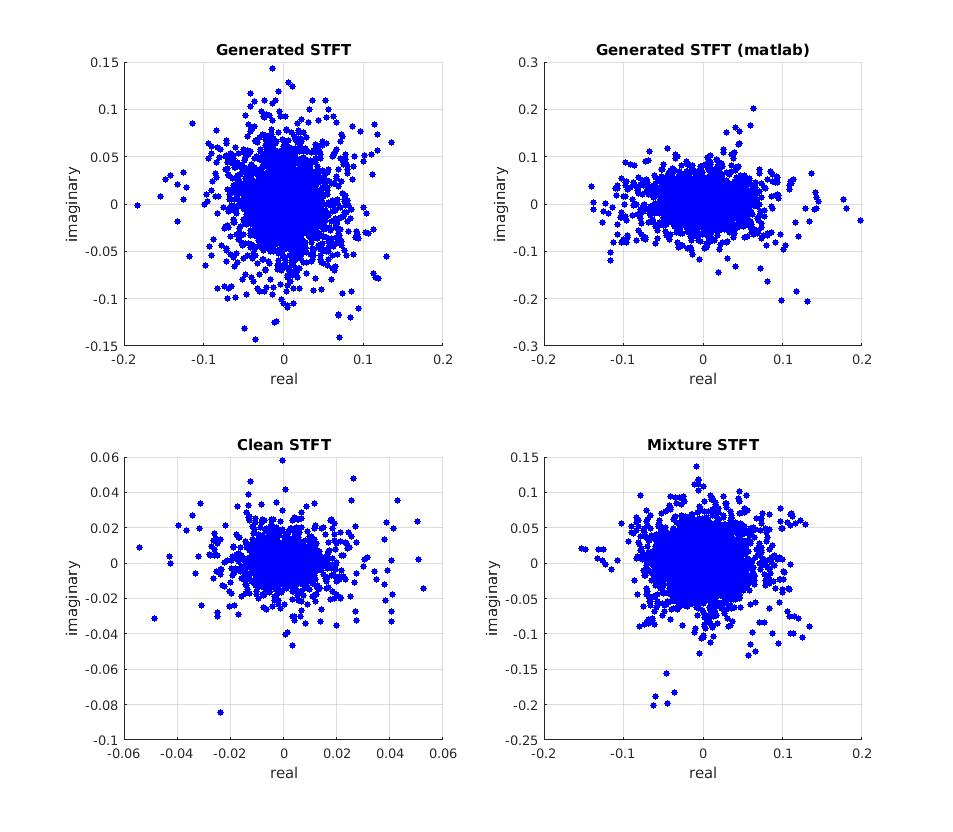 Generated STFT
0.15
0.1
0.05
0
-0.05
-0.1
-0.15
-0.2 -0.1 0 0.1 0.2
real
imaginary
Generated STFT (matlab)
0.3
0.2
0.1
0
-0.1
-0.2
-0.3
-0.2 -0.1 0 0.1 0.2
real
imaginary
Clean STFT
0.06
0.04
0.02
0
-0.02
-0.04
-0.06
-0.08
-0.1
-0.06 -0.04 -0.02 0 0.02 0.04 0.06
real
imaginary
Mixture STFT
0.15
0.1
0.05
0
-0.05
-0.1
-0.15
-0.2
-0.25
-0.2 -0.1 0 0.1 0.2
real
imaginary